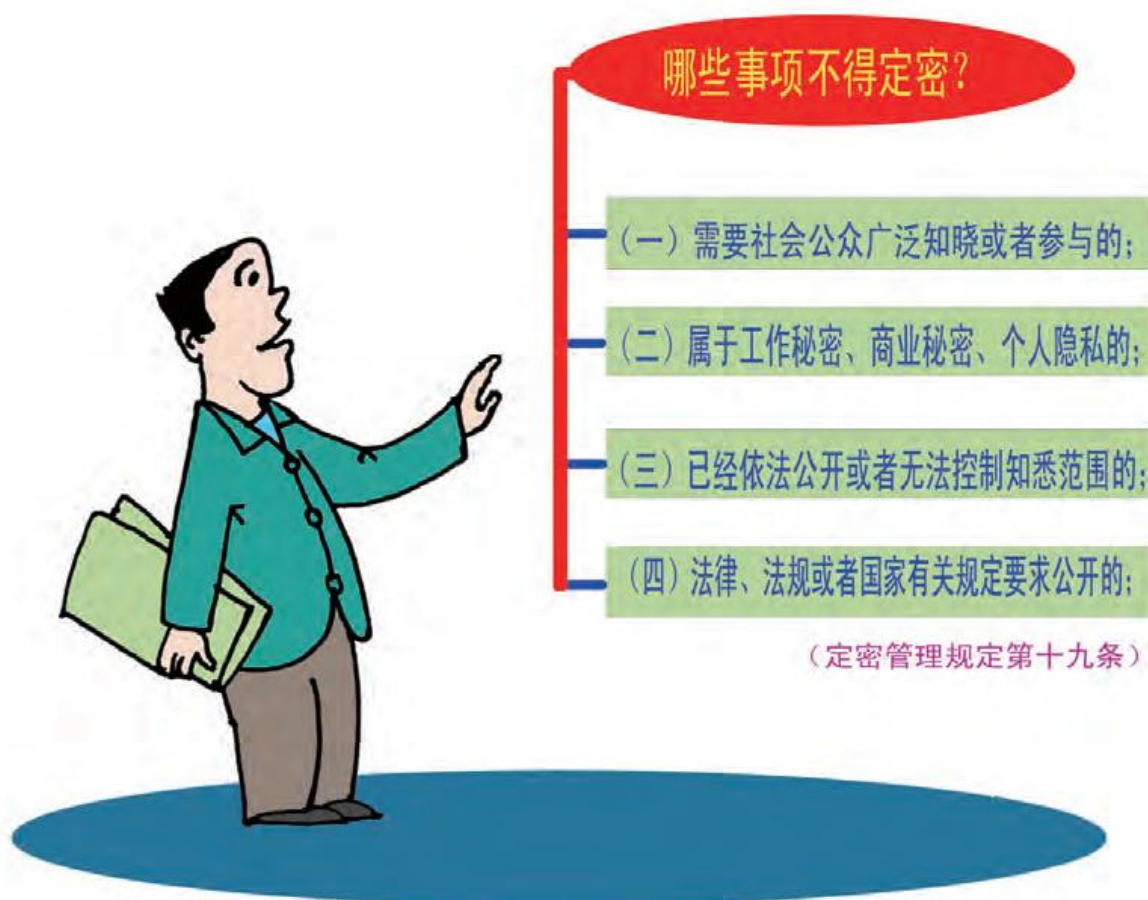 哪些事项不得定密?
(一)需要社会公众广泛知晓或者参与的;
(二)属于工作秘密、商业秘密、个人隐私的;
(三)已经依法公开或者无法控制知悉范围的;
(四)法律、法规或者国家有关规定要求公开的;
(定密管理规定第十九条)